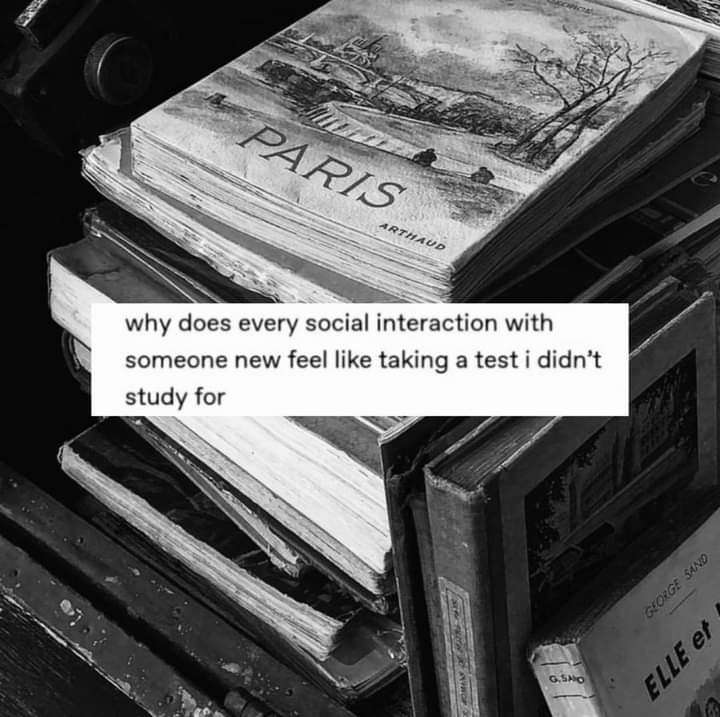 GEORGE
PARIS
ARTHAUD
why does every social interaction with
someone new feel like taking a test i didn't
study for
GEORGE SAND
ELLE et
G. SAND